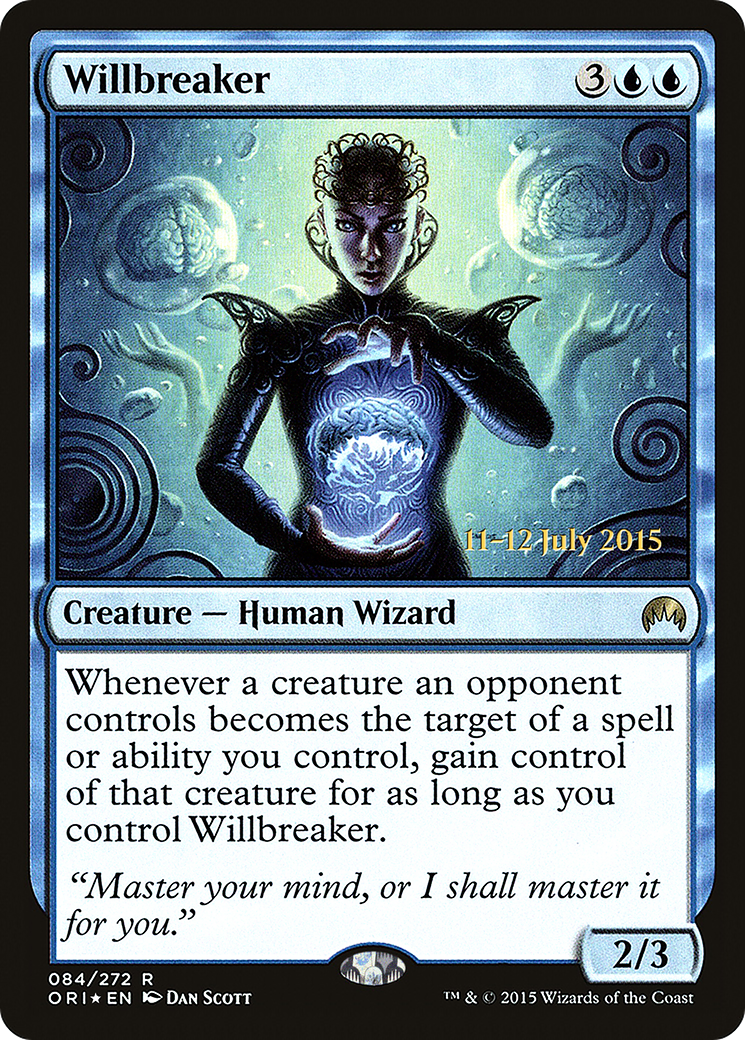 Willbreaker
3
11–12 July 2015
Creature — Human Wizard
Whenever a creature an opponent
controls becomes the target of a spell
or ability you control, gain control
of that creature for as long as you
control Willbreaker.
“Master your mind, or I shall master it
for you.”
2/3
084/272 R
ORI★EN Dan Scott
™ & © 2015 Wizards of the Coast